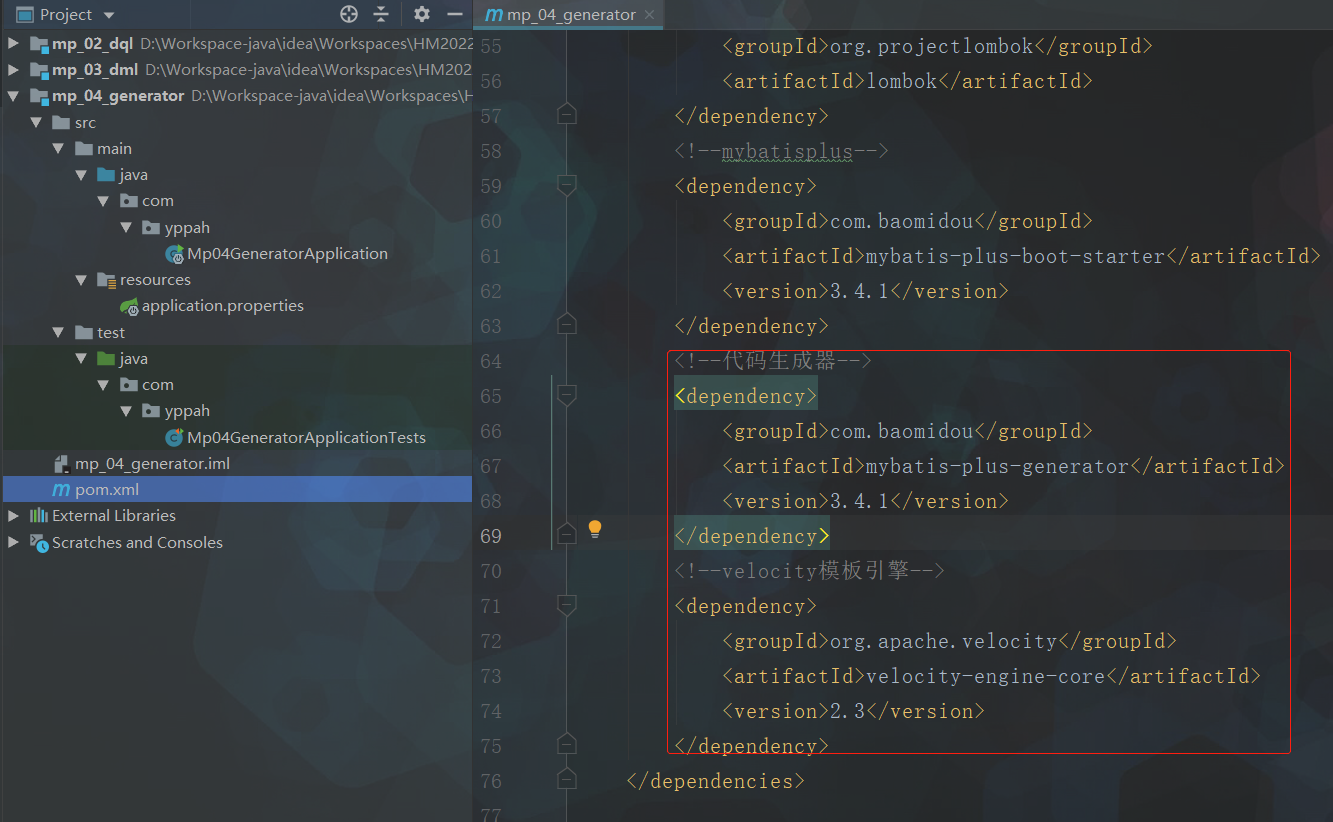 Project
mp_02_dql D:\Workspace-java\idea\Workspaces\HM2022
mp_03_dml D:\Workspace-java\idea\Workspaces\HM202
mp_04_generator D:\Workspace-java\idea\Workspaces\H
src
main
java
com
yppah
Mp04GeneratorApplication
resources
application.properties
test
java
com
yppah
Mp04GeneratorApplicationTests
mp_04_generator.iml
m pom.xml
External Libraries
Scratches and Consoles
m mp_04_generator
55 <groupId>org.projectlombok</groupId>
56 <artifactId>lombok</artifactId>
57 </dependency>
58 <!--mybatisplus-->
59 <dependency>
60 <groupId>com.baomidou</groupId>
61 <artifactId>mybatis-plus-boot-starter</artifactId>
62 <version>3.4.1</version>
63 </dependency>
64 <!--代码生成器-->
65 <dependency>
66 <groupId>com.baomidou</groupId>
67 <artifactId>mybatis-plus-generator</artifactId>
68 <version>3.4.1</version>
69 </dependency>
70 <!--velocity模板引擎-->
71 <dependency>
72 <groupId>org.apache.velocity</groupId>
73 <artifactId>velocity-engine-core</artifactId>
74 <version>2.3</version>
75 </dependency>
76 </dependencies>
77